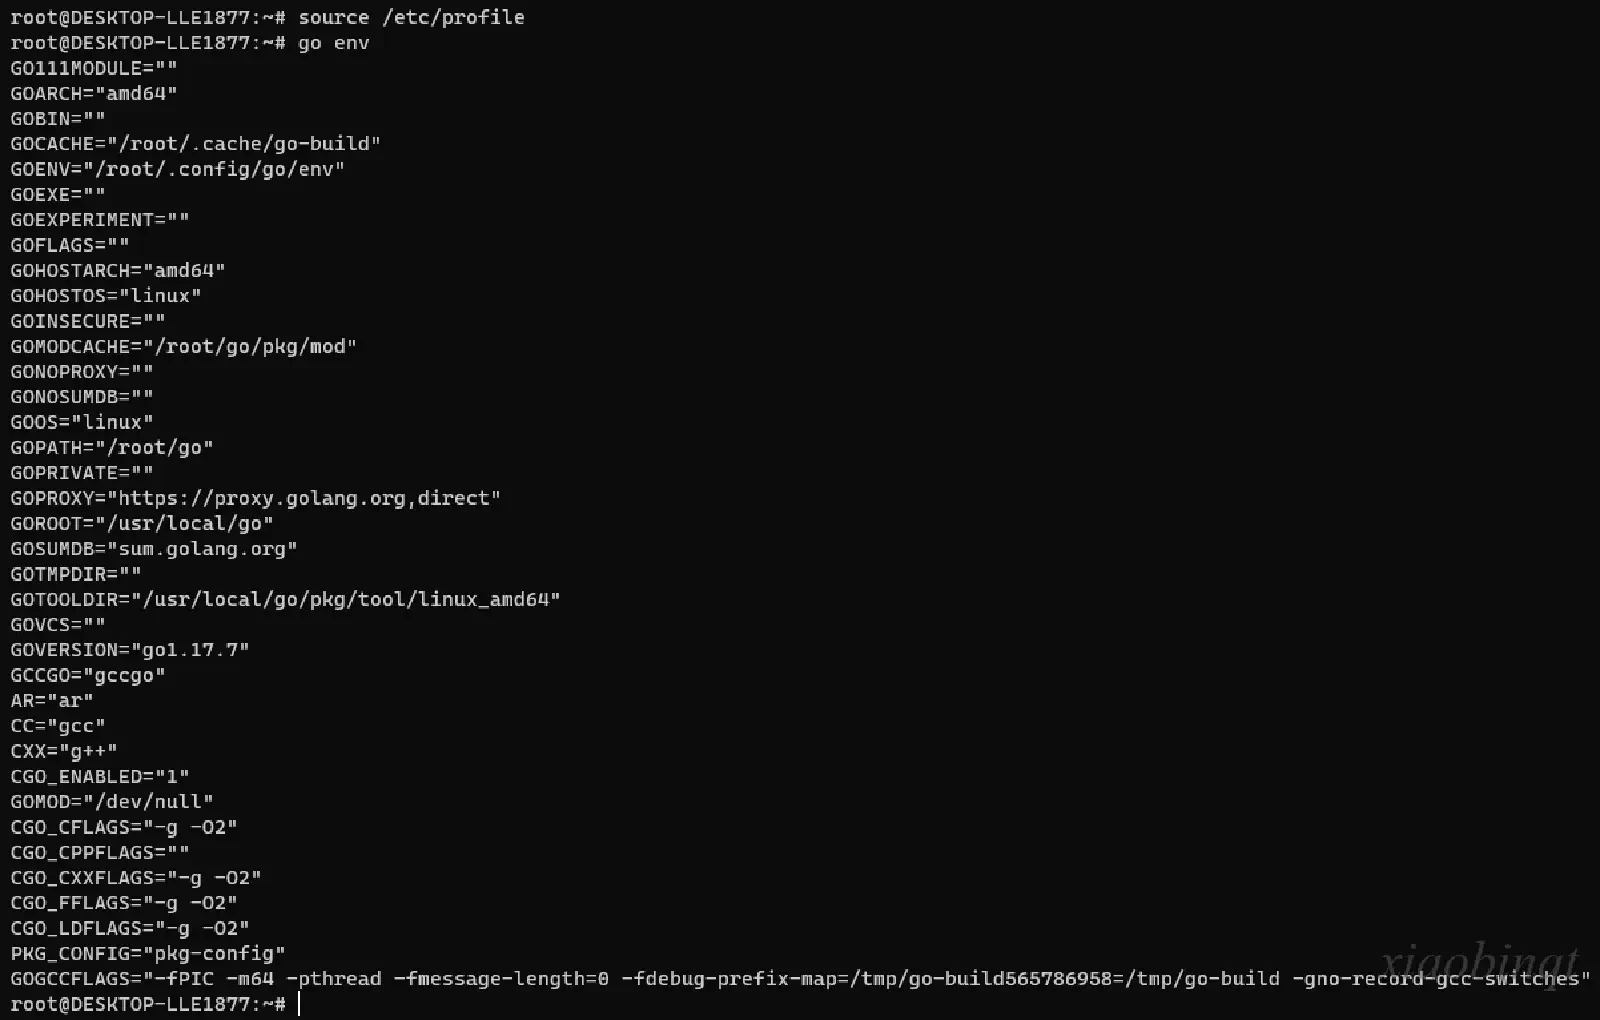 root@DESKTOP-LLE1877:~# source /etc/profile
root@DESKTOP-LLE1877:~# go env
GO111MODULE=""
GOARCH="amd64"
GOBIN=""
GOCACHE="/root/.cache/go-build"
GOENV="/root/.config/go/env"
GOEXE=""
GOEXPERIMENT=""
GOFLAGS=""
GOHOSTARCH="amd64"
GOHOSTOS="linux"
GOINSECURE=""
GOMODCACHE="/root/go/pkg/mod"
GONOPROXY=""
GONOSUMDB=""
GOOS="linux"
GOPATH="/root/go"
GOPRIVATE=""
GOPROXY="https://proxy.golang.org,direct"
GOROOT="/usr/local/go"
GOSUMDB="sum.golang.org"
GOTMPDIR=""
GOTOOLDIR="/usr/local/go/pkg/tool/linux_amd64"
GOVCS=""
GOVERSION="go1.17.7"
GCCGO="gccgo"
AR="ar"
CC="gcc"
CXX="g++"
CGO_ENABLED="1"
GOMOD="/dev/null"
CGO_CFLAGS="-g -O2"
CGO_CPPFLAGS=""
CGO_CXXFLAGS="-g -O2"
CGO_FFLAGS="-g -O2"
CGO_LDFLAGS="-g -O2"
PKG_CONFIG="pkg-config"
GOGCCFLAGS="-fPIC -m64 -pthread -fmessage-length=0 -fdebug-prefix-map=/tmp/go-build565786958=/tmp/go-build -gno-record-gcc-switches"
root@DESKTOP-LLE1877:~#
xiaobinqt